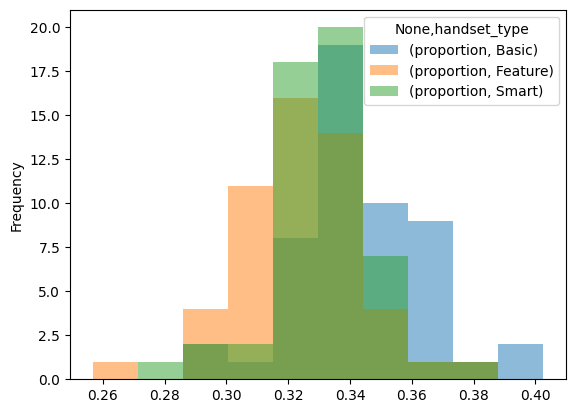 None,handset_type
(proportion, Basic)
(proportion, Feature)
(proportion, Smart)
Frequency
20.0
17.5
15.0
12.5
10.0
7.5
5.0
2.5
0.0
0.26 0.28 0.30 0.32 0.34 0.36 0.38 0.40